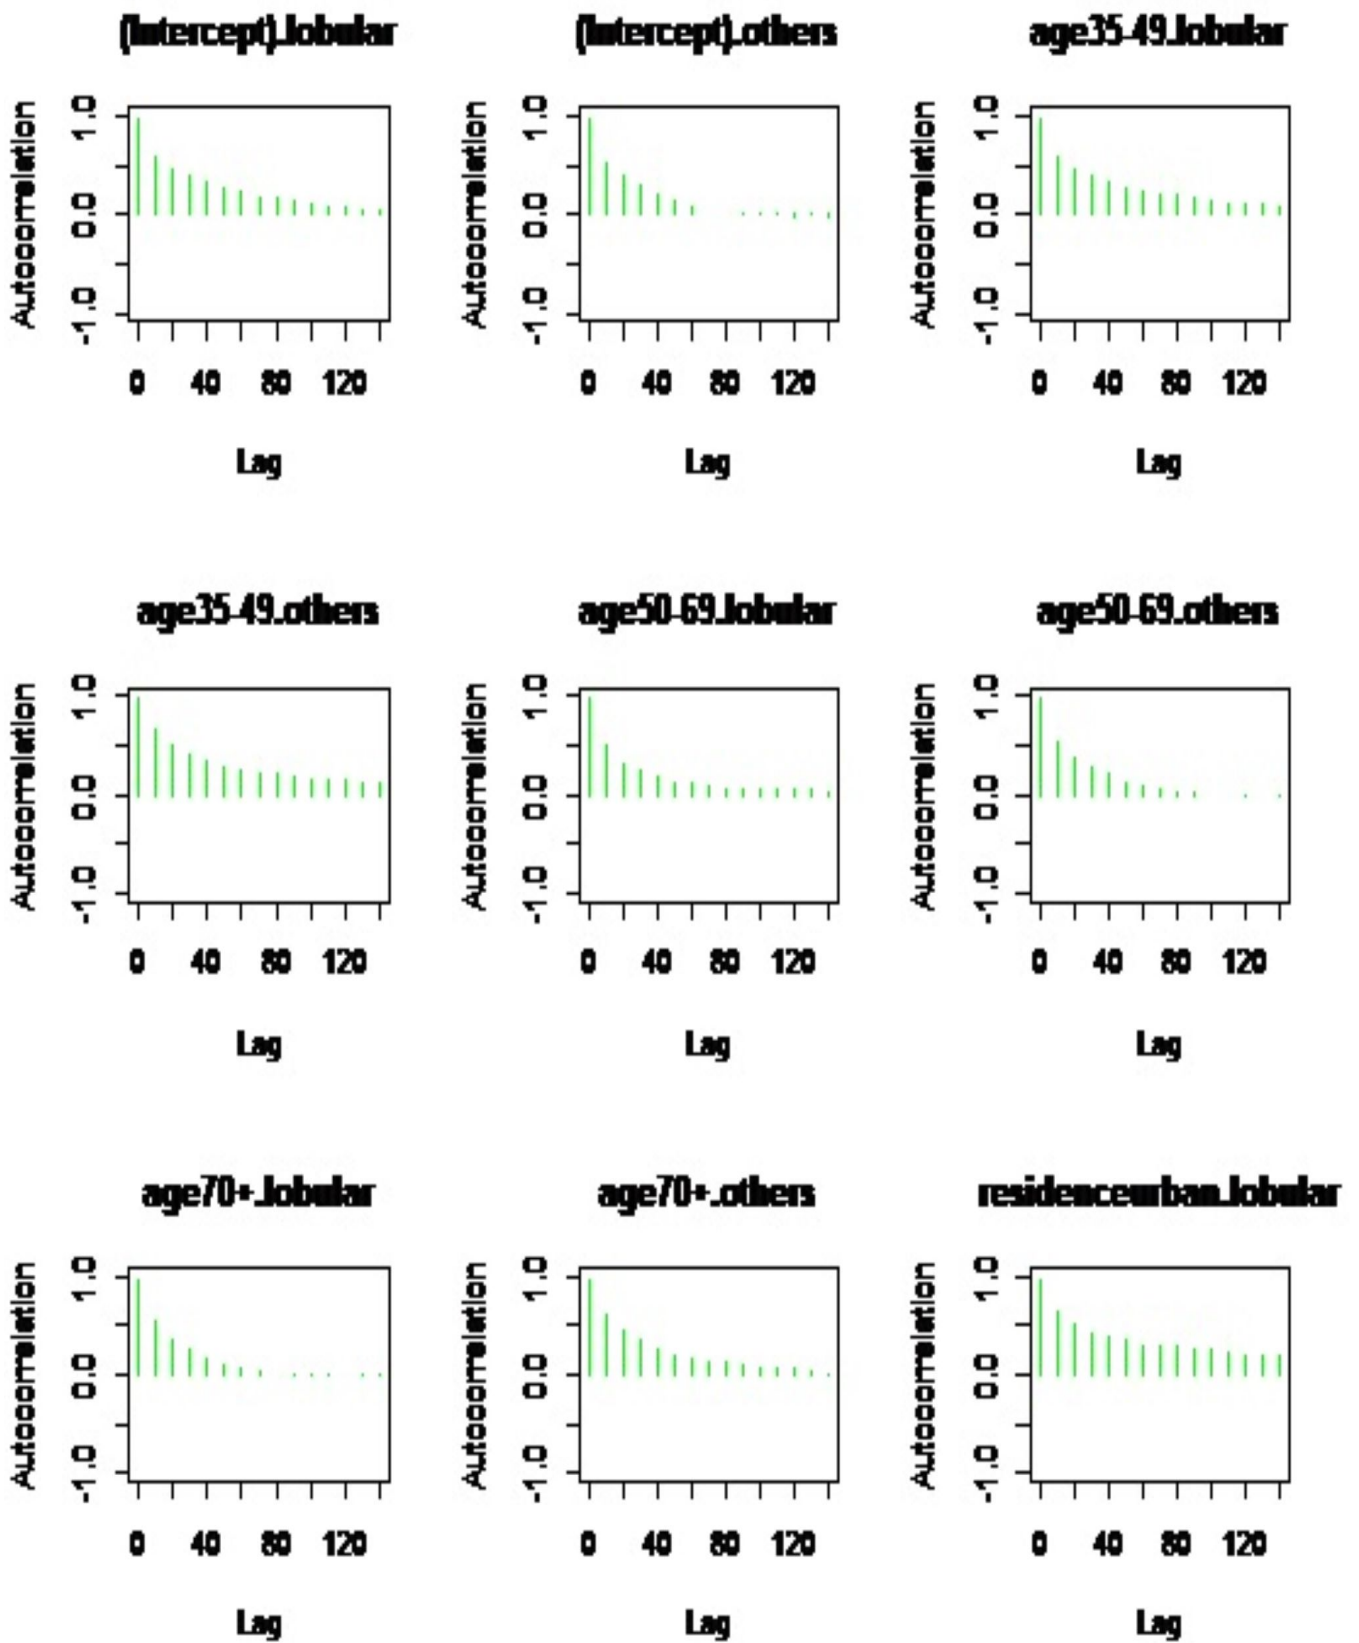 (Intercept).lobular (Intercept).others age35-49.lobular
Autocorrelation 1.0 0.0 -1.0 Autocorrelation 1.0 0.0 -1.0 Autocorrelation 1.0 0.0 -1.0
0 40 80 120 0 40 80 120 0 40 80 120
Lag Lag Lag
age35-49.others age50-69.lobular age50-69.others
Autocorrelation 1.0 0.0 -1.0 Autocorrelation 1.0 0.0 -1.0 Autocorrelation 1.0 0.0 -1.0
0 40 80 120 0 40 80 120 0 40 80 120
Lag Lag Lag
age70+.lobular age70+.others residenceurban.lobular
Autocorrelation 1.0 0.0 -1.0 Autocorrelation 1.0 0.0 -1.0 Autocorrelation 1.0 0.0 -1.0
0 40 80 120 0 40 80 120 0 40 80 120
Lag Lag Lag